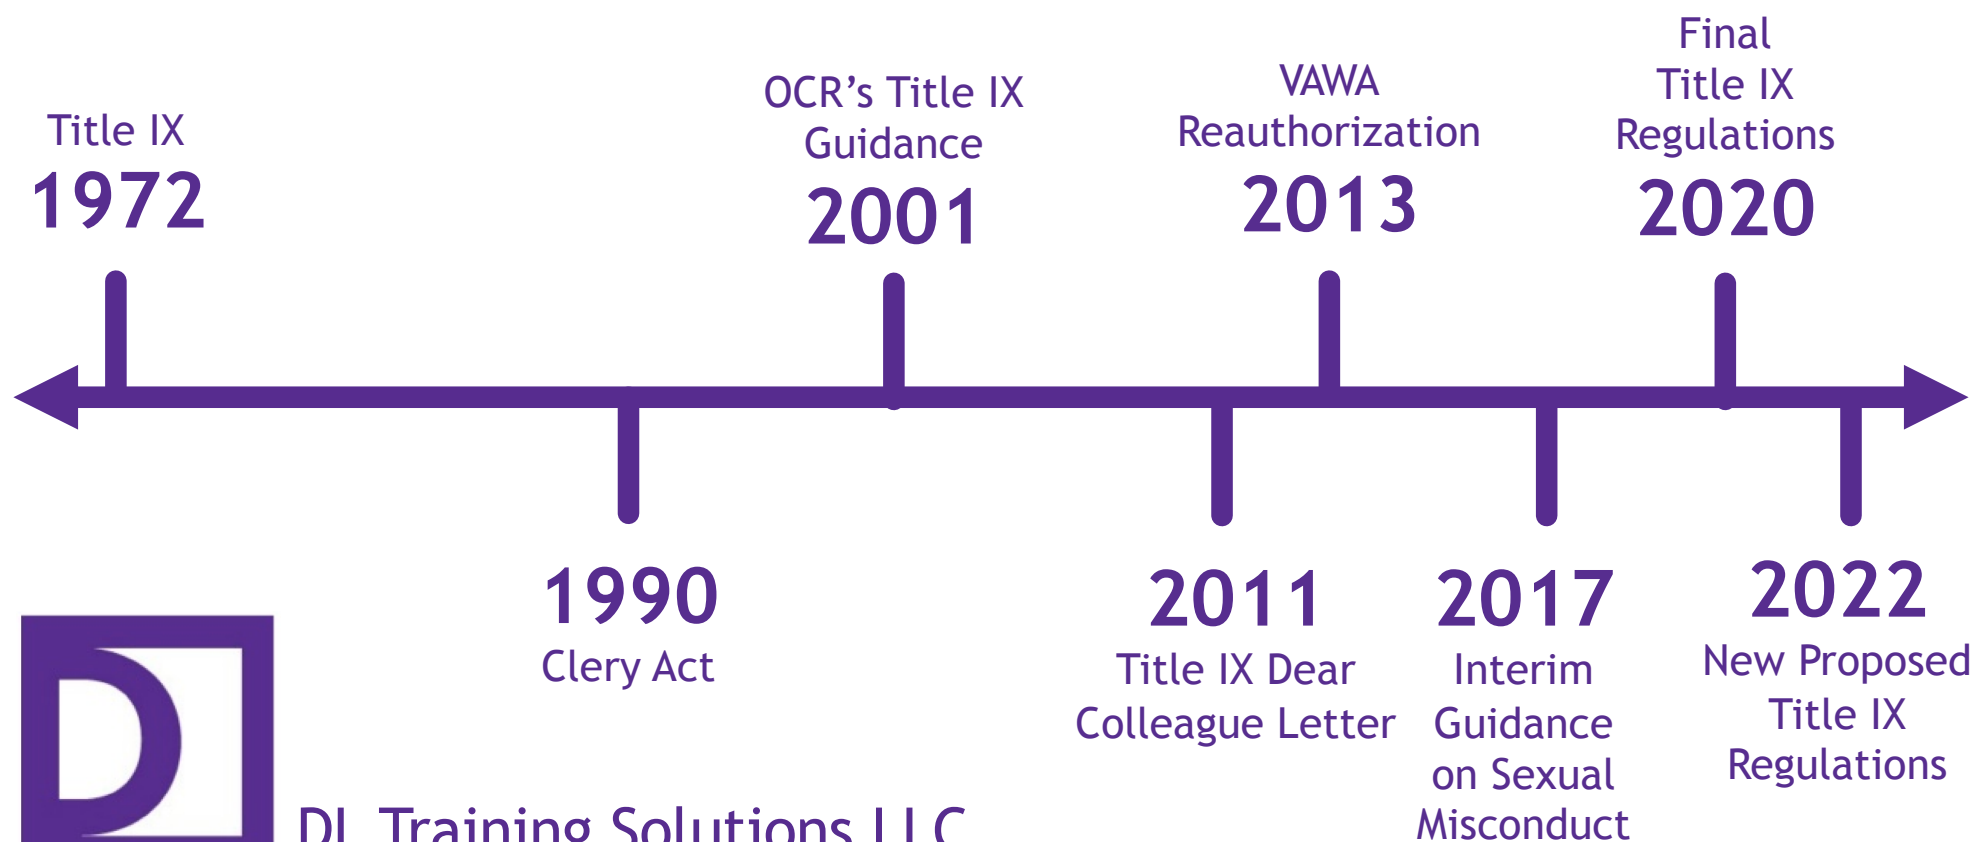 Title IX
1972
OCR’s Title IX
Guidance
2001
VAWA
Reauthorization
2013
Final
Title IX
Regulations
2020
1990
Clery Act
2011
Title IX Dear
Colleague Letter
2017
Interim
Guidance
on Sexual
Misconduct
2022
New Proposed
Title IX
Regulations
D
Training Solutions LLC